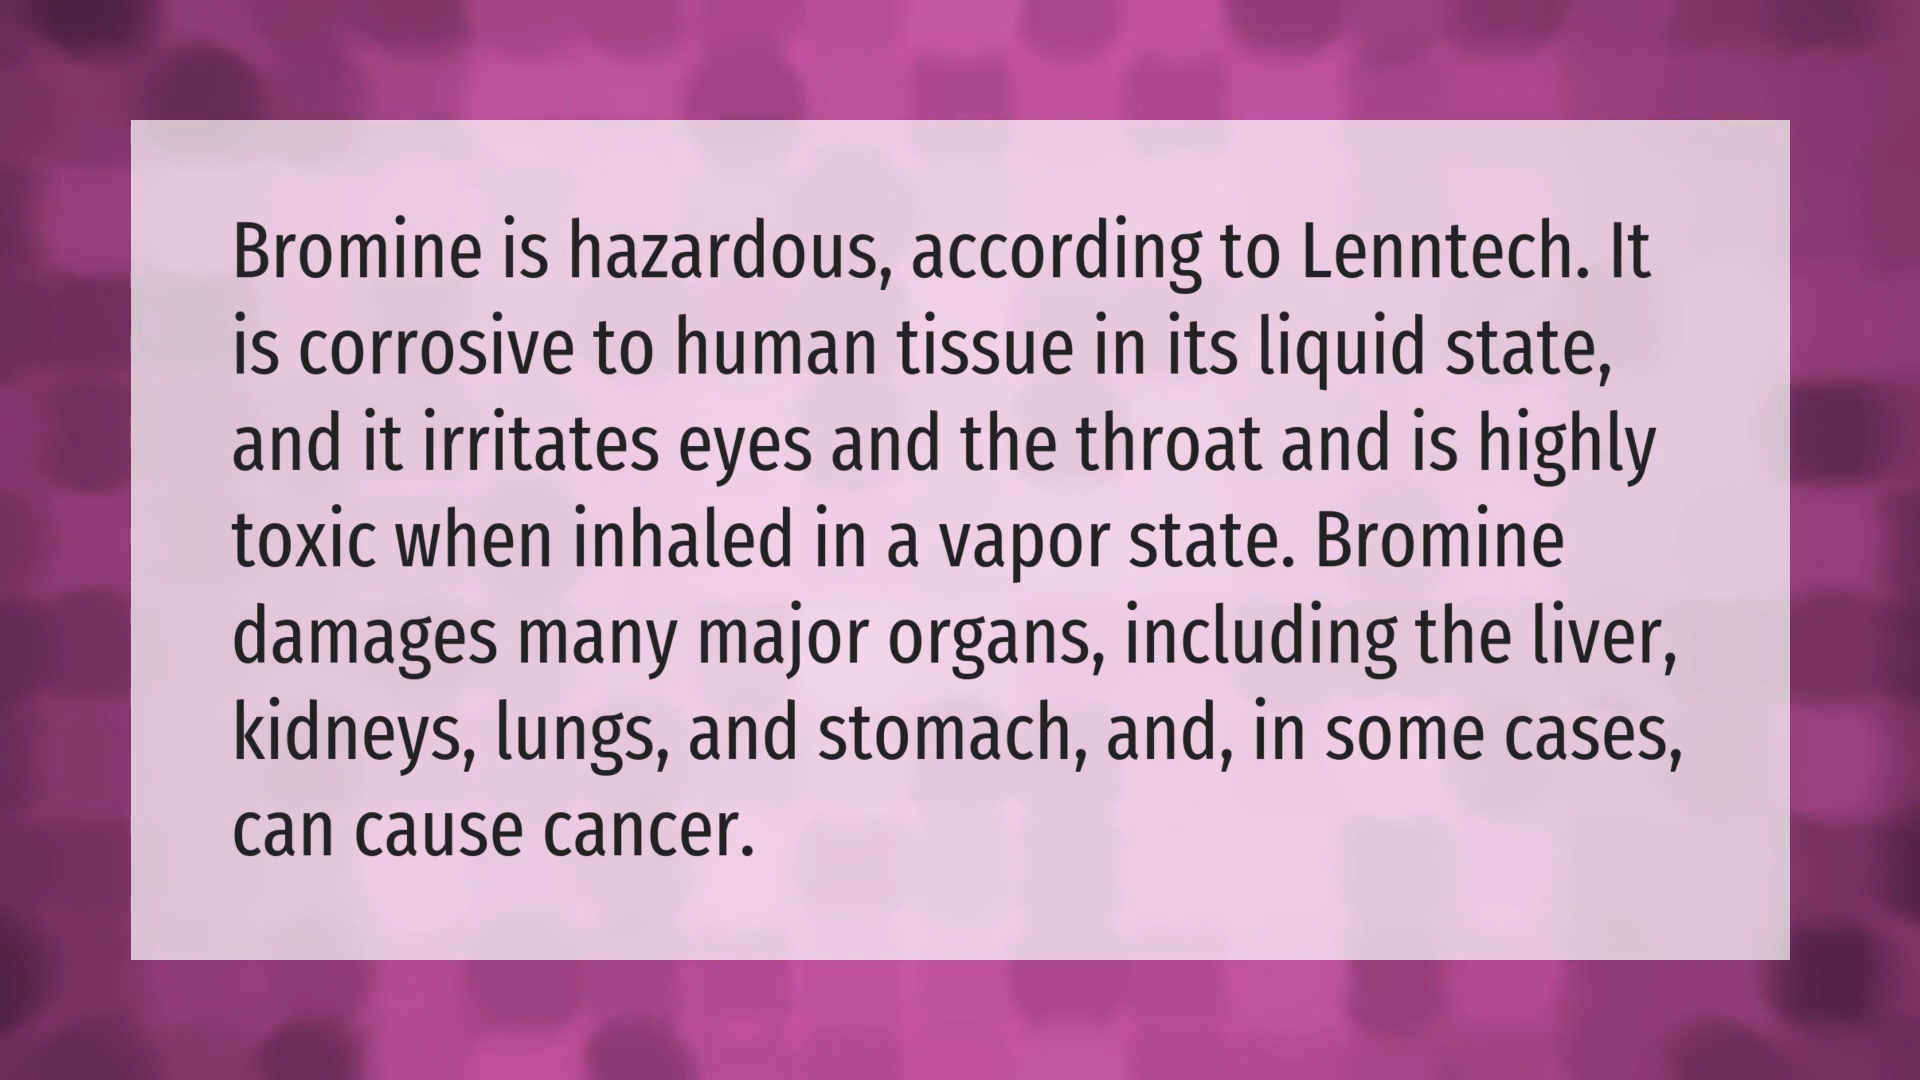 Bromine is hazardous, according to Lenntech. It
is corrosive to human tissue in its liquid state,
and it irritates eyes and the throat and is highly
toxic when inhaled in a vapor state. Bromine
damages many major organs, including the liver,
kidneys, lungs, and stomach, and, in some cases,
can cause cancer.